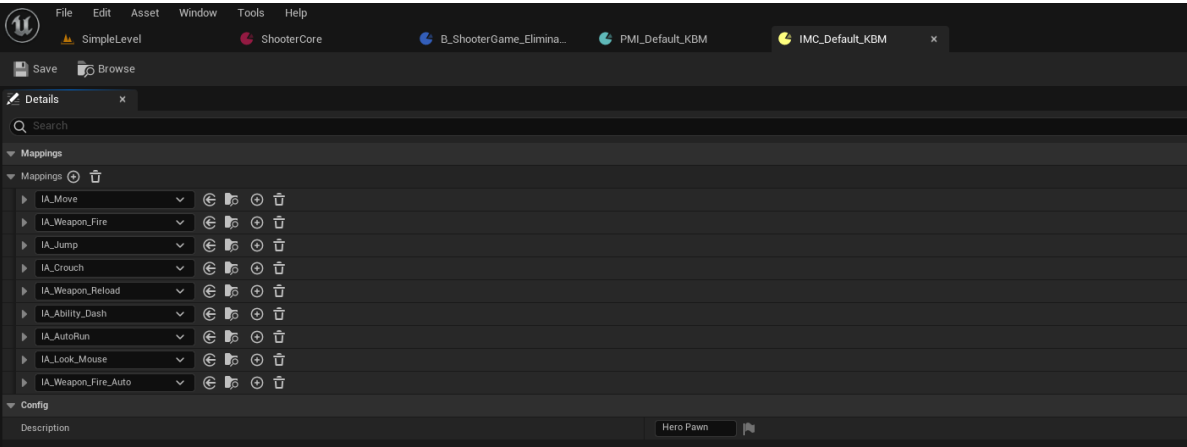 File Edit Asset Window Tools Help
SimpleLevel ShooterCore B_ShooterGame_Elimina... PMI_Default_KBM IMC_Default_KBM
Save Browse
Details
Search
Mappings
Mappings
IA_Move
IA_Weapon_Fire
IA_Jump
IA_Crouch
IA_Weapon_Reload
IA_Ability_Dash
IA_AutoRun
IA_Look_Mouse
IA_Weapon_Fire_Auto
Config
Description Hero Pawn